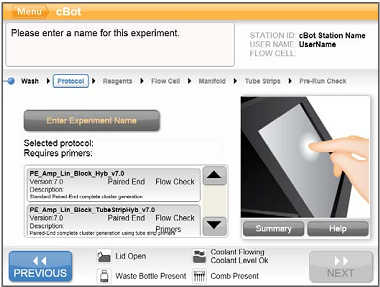 Menu cBot
Please enter a name for this experiment.
STATION ID: cBot Station Name
USER NAME: UserName
FLOW CELL:
Wash Protocol Reagents Flow Cell Manifold Tube Strips Pre-Run Check
Enter Experiment Name
Selected protocol:
Requires primers:
PE_Amp_Lin_Block_Hyb_v7.0
Version:7.0 Paired End Flow Check
Description:
Standard Paired-End complete cluster generation
PE_Amp_Lin_Block_TubeStripHyb_v7.0
Version:7.0 Paired End Flow Check
Description: Primers
Paired-End complete cluster generation using tube strip primers
Summary Help
PREVIOUS
Lid Open
Coolant Flowing
Coolant Level Ok
Waste Bottle Present
Comb Present
NEXT